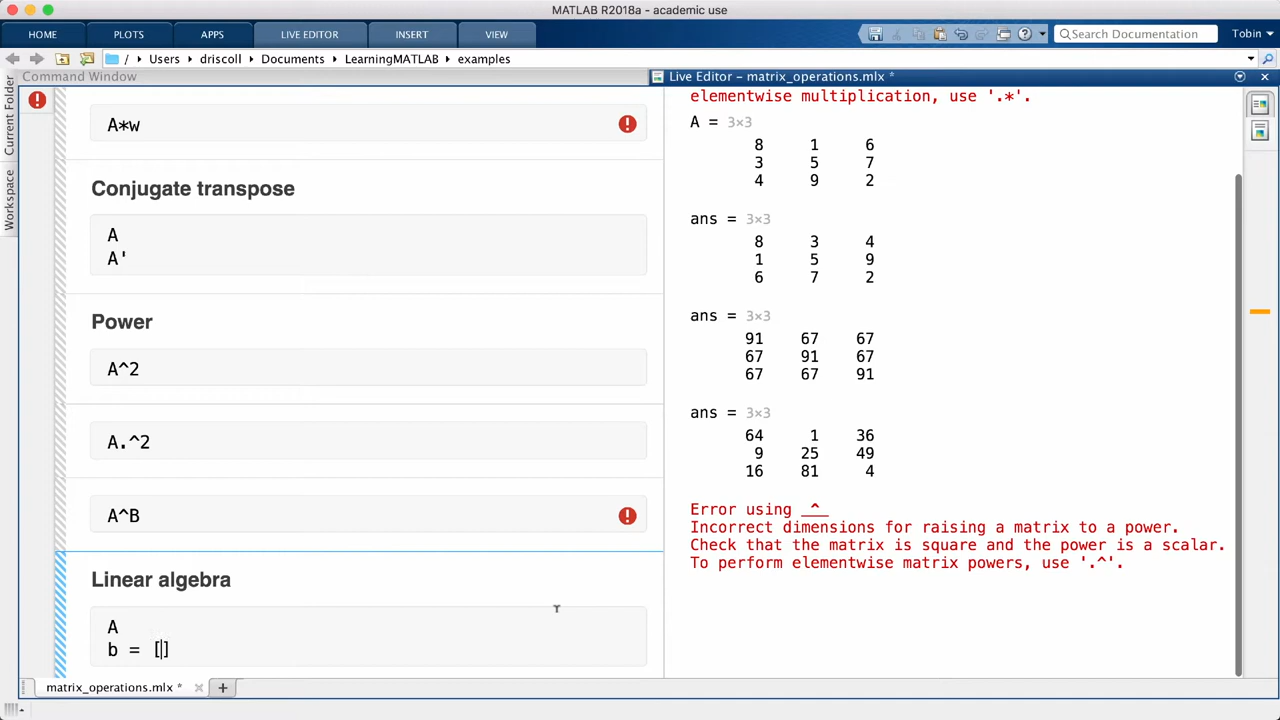 MATLAB R2018a - academic use
HOME PLOTS APPS LIVE EDITOR INSERT VIEW Search Documentation Tobin
/ Users driscoll Documents LearningMATLAB examples
Current Folder
Workspace
Command Window
A*w
Conjugate transpose
A
A'
Power
A^2
A.^2
A^B
Linear algebra
A
b = []
matrix_operations.mlx *
Live Editor – matrix_operations.mlx *
elementwise multiplication, use '.*'.
A = 3×3
8 1 6
3 5 7
4 9 2
ans = 3×3
8 3 4
1 5 9
6 7 2
ans = 3×3
91 67 67
67 91 67
67 67 91
ans = 3×3
64 1 36
9 25 49
16 81 4
Error using ^
Incorrect dimensions for raising a matrix to a power.
Check that the matrix is square and the power is a scalar.
To perform elementwise matrix powers, use '.^'.